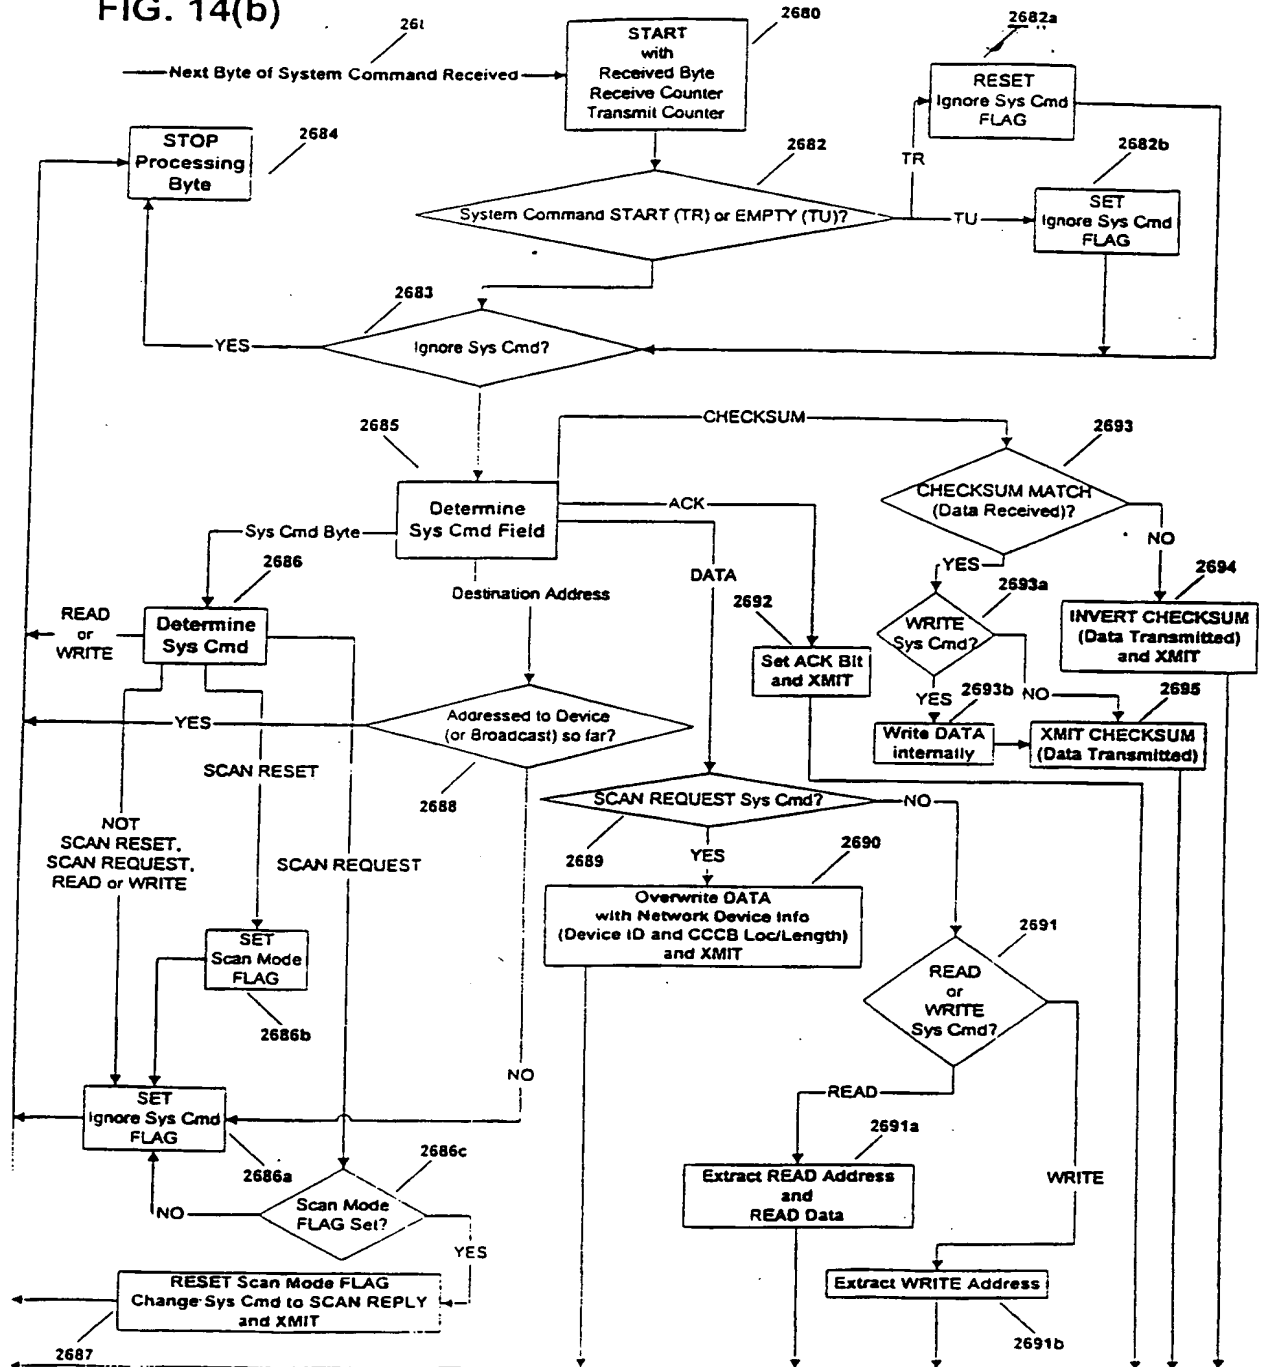 FIG. 14(b)
2680
2682a
START
with
Received Byte
Receive Counter
Transmit Counter
Next Byte of System Command Received
RESET
Ignore Sys Cmd
FLAG
2684
STOP
Processing
Byte
2682
TR
2682b
System Command START (TR) or EMPTY (TU)?
TU
SET
Ignore Sys Cmd
FLAG
2683
YES
Ignore Sys Cmd?
2685
CHECKSUM
2693
Determine
Sys Cmd Field
ACK
CHECKSUM MATCH
(Data Received)?
Sys Cmd Byte
NO
YES
2686
DATA
2694
Destination Address
2692
2693a
READ
or
WRITE
Determine
Sys Cmd
WRITE
Sys Cmd?
INVERT CHECKSUM
(Data Transmitted)
and XMIT
Set ACK Bit
and XMIT
YES
2693b
NO
2695
YES
Addressed to Device
(or Broadcast) so far?
Write DATA
internally
XMIT CHECKSUM
(Data Transmitted)
SCAN RESET
2688
SCAN REQUEST Sys Cmd?
NO
NOT
SCAN RESET,
SCAN REQUEST,
READ or WRITE
SCAN REQUEST
2689
YES
2690
Overwrite DATA
with Network Device Info
(Device ID and CCCB Loc/Length)
and XMIT
SET
Scan Mode
FLAG
2691
READ
or
WRITE
Sys Cmd?
2686b
NO
SET
Ignore Sys Cmd
FLAG
READ
2691a
2686a
2686c
Extract READ Address
and
READ Data
WRITE
NO
Scan Mode
FLAG Set?
YES
RESET Scan Mode FLAG
Change Sys Cmd to SCAN REPLY
and XMIT
Extract WRITE Address
2687
2691b